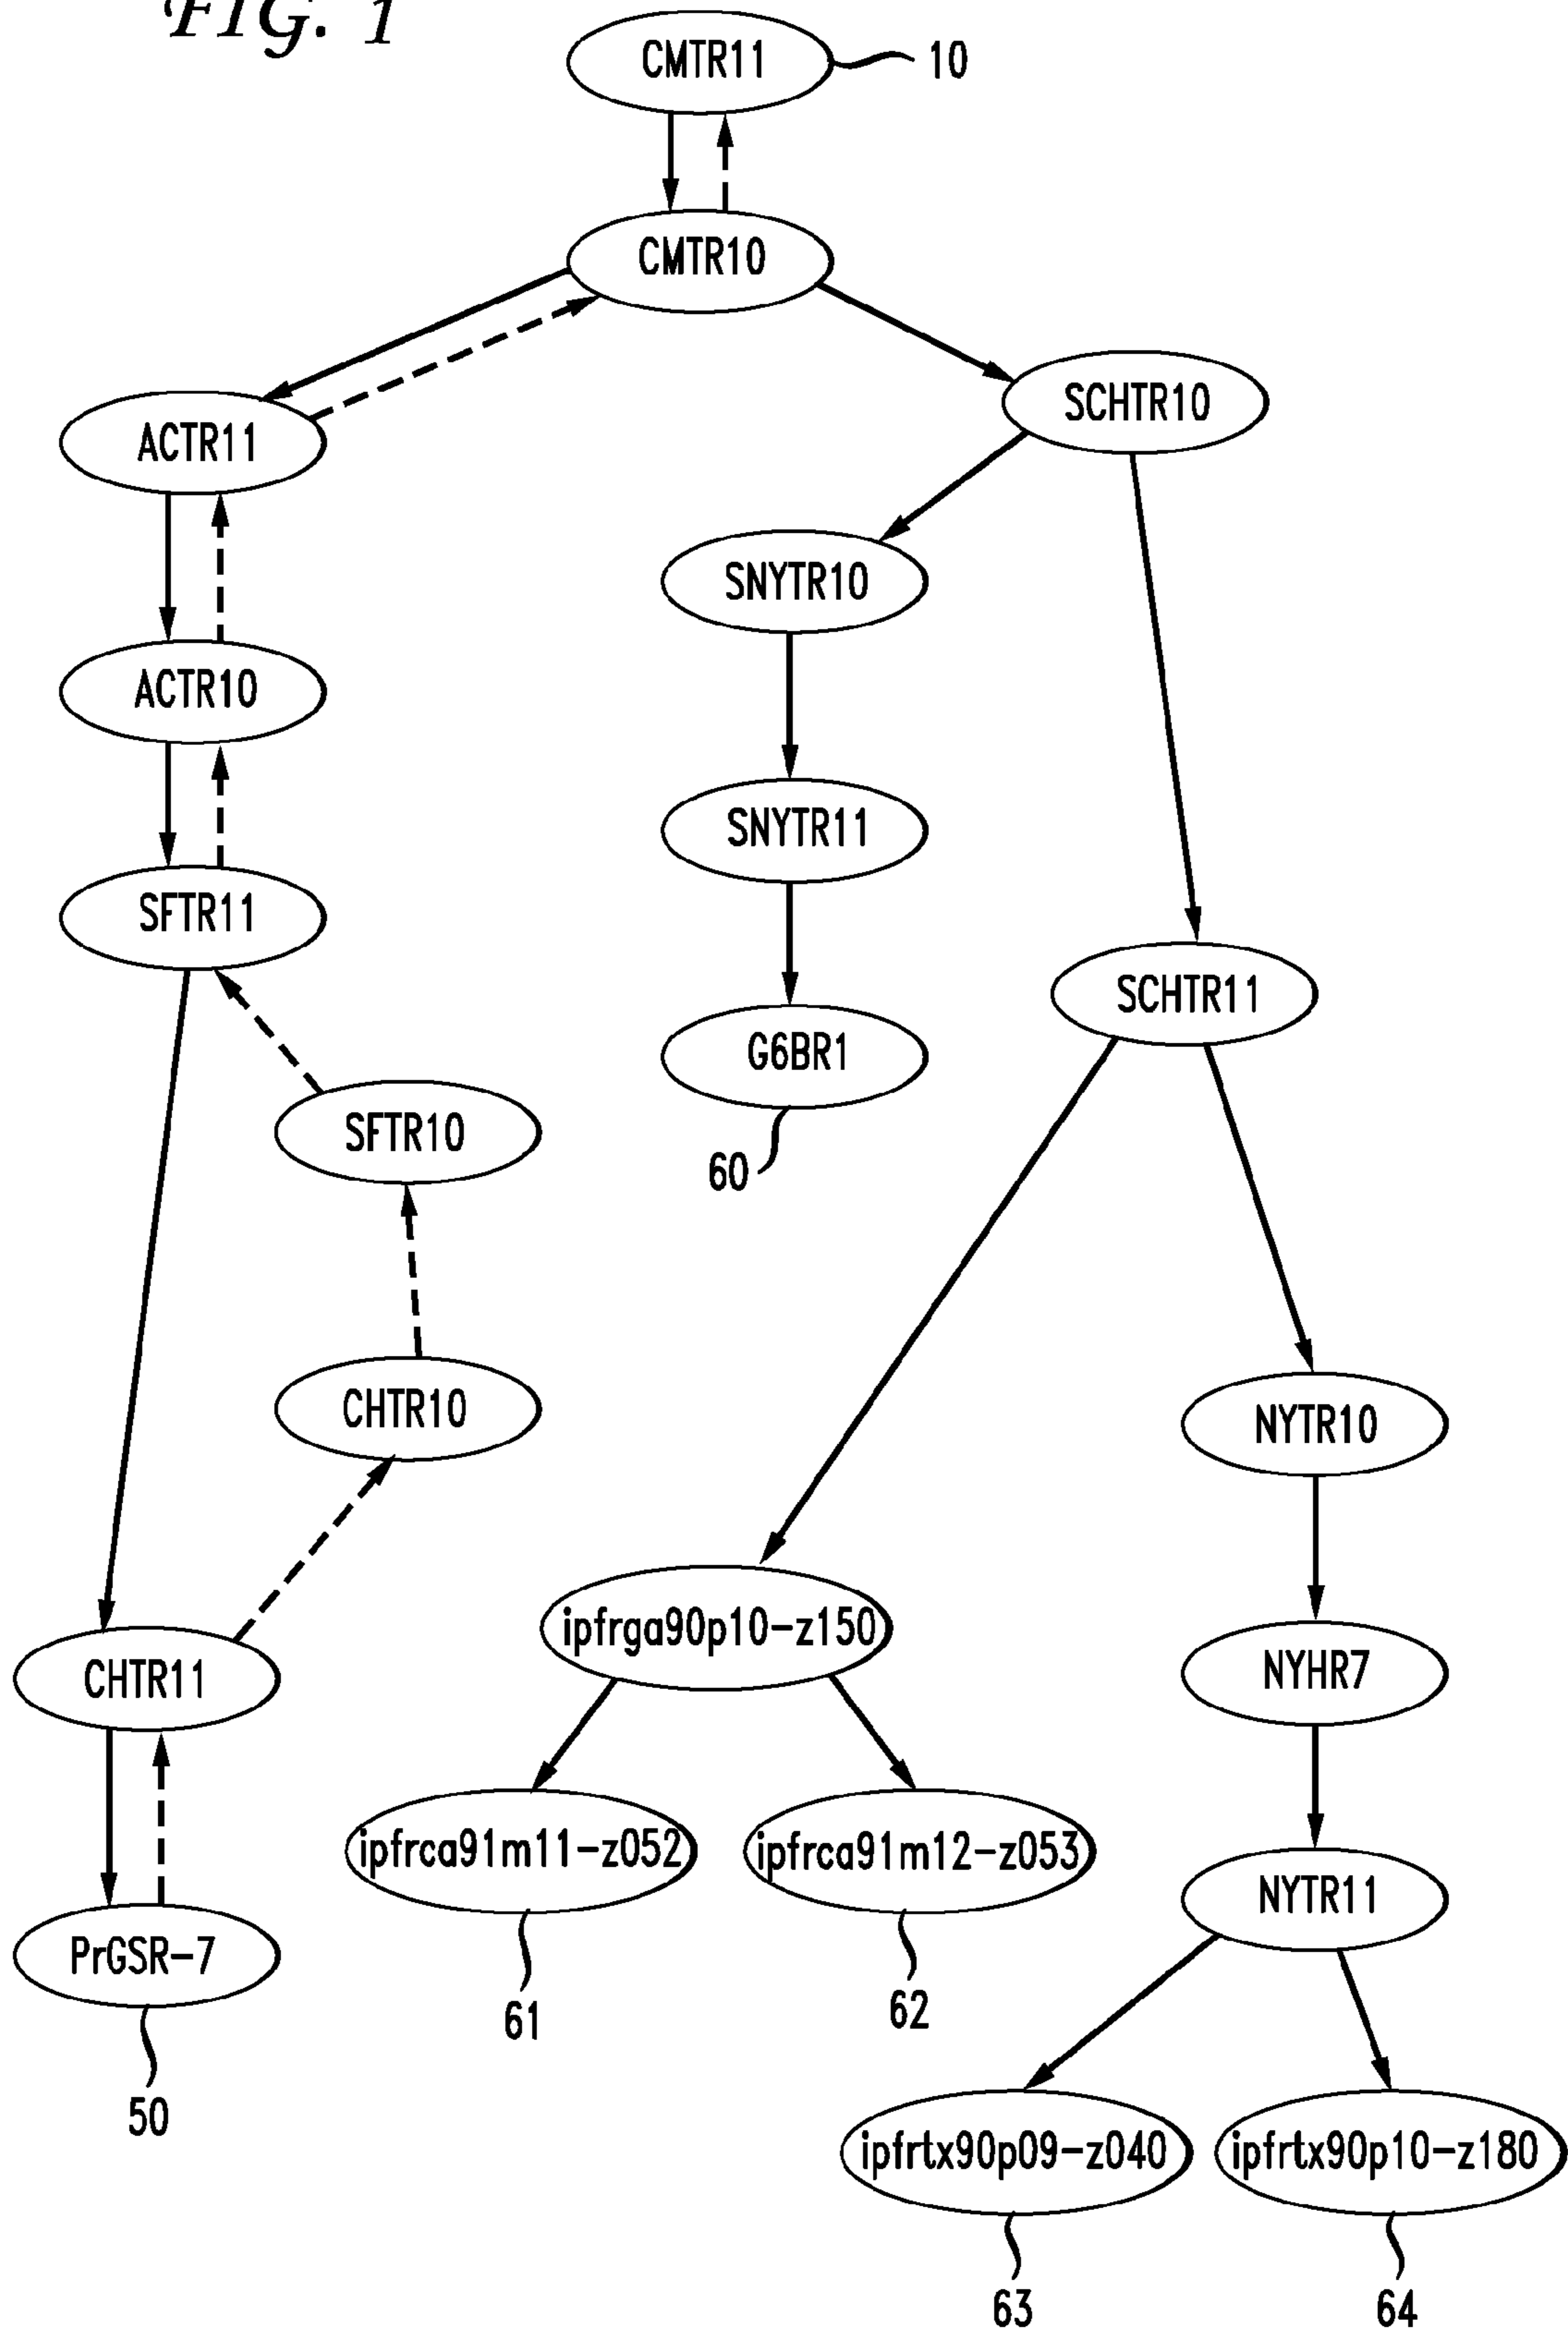 FIG. 1
CMTR11
10
CMTR10
SCHTR10
ACTR11
SNYTR10
ACTR10
SNYTR11
SFTR11
SCHTR11
G6BR1
SFTR10
60
CHTR10
NYTR10
ipfrga90p10-z150
NYHR7
CHTR11
ipfrca91m11-z052
ipfrca91m12-z053
NYTR11
PrGSR-7
61
62
50
ipfrtx90p09-z040
ipfrtx90p10-z180
63
64